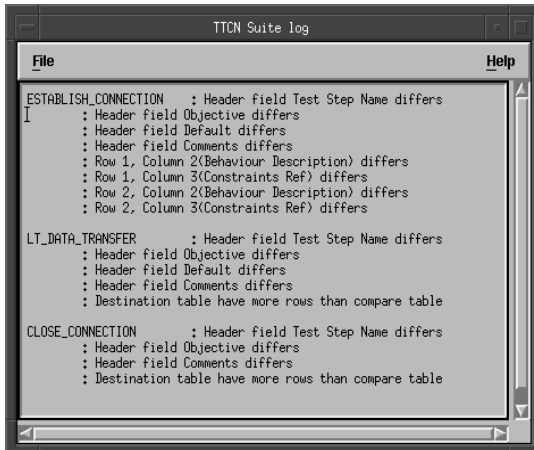 TTCN Suite log
File Help
ESTABLISH_CONNECTION : Header field Test Step Name differs
: Header field Objective differs
: Header field Default differs
: Header field Comments differs
: Row 1, Column 2(Behaviour Description) differs
: Row 1, Column 3(Constraints Ref) differs
: Row 2, Column 2(Behaviour Description) differs
: Row 2, Column 3(Constraints Ref) differs
LT_DATA_TRANSFER : Header field Test Step Name differs
: Header field Objective differs
: Header field Default differs
: Header field Comments differs
: Destination table have more rows than compare table
CLOSE_CONNECTION : Header field Test Step Name differs
: Header field Objective differs
: Header field Comments differs
: Destination table have more rows than compare table